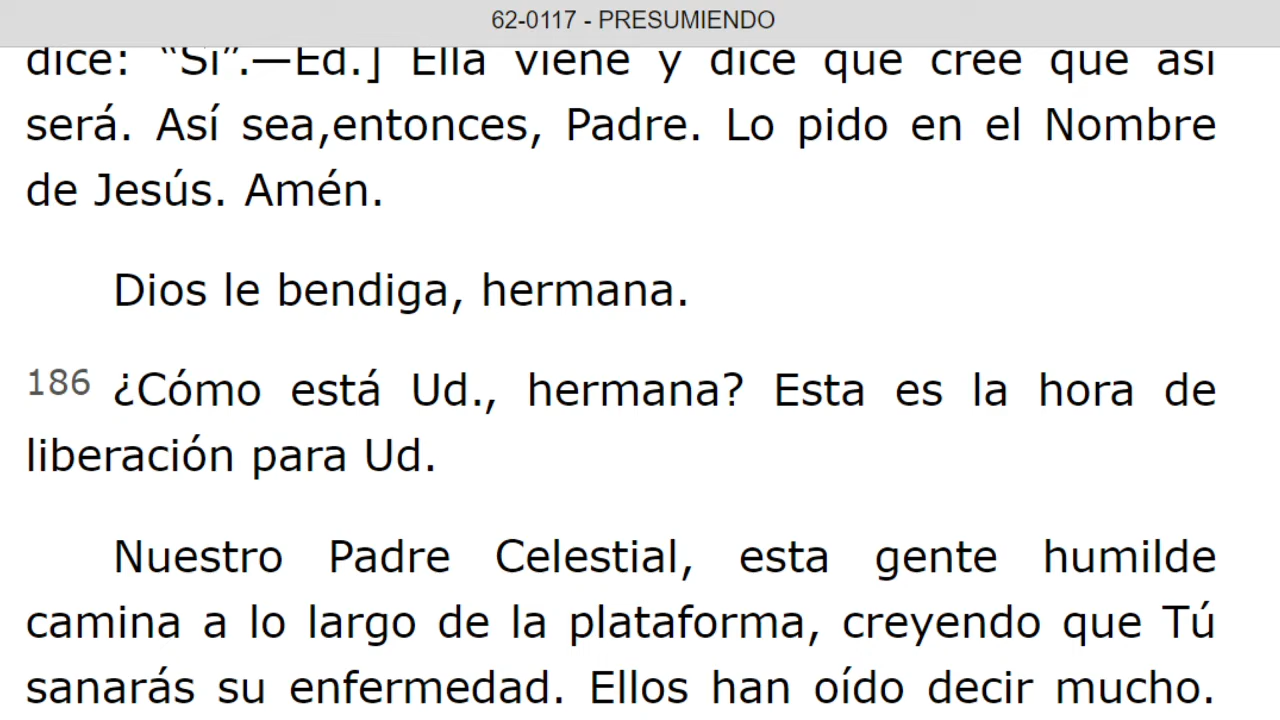 62-0117 - PRESUMIENDO
dice: “Sí”.—Ed.] Ella viene y dice que cree que así
será. Así sea,entonces, Padre. Lo pido en el Nombre
de Jesús. Amén.
Dios le bendiga, hermana.
186 ¿Cómo está Ud., hermana? Esta es la hora de
liberación para Ud.
Nuestro Padre Celestial, esta gente humilde
camina a lo largo de la plataforma, creyendo que Tú
sanarás su enfermedad. Ellos han oído decir mucho.